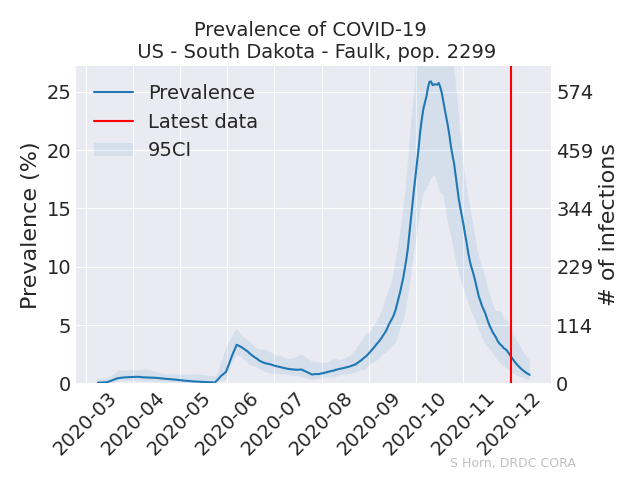 Prevalence of COVID-19
US - South Dakota - Faulk, pop. 2299
Prevalence
Latest data
95CI
Prevalence (%)
25
20
15
10
5
0
574
459
344
229
114
0
# of infections
2020-03
2020-04
2020-05
2020-06
2020-07
2020-08
2020-09
2020-10
2020-11
2020-12
S Horn, DRDC CORA